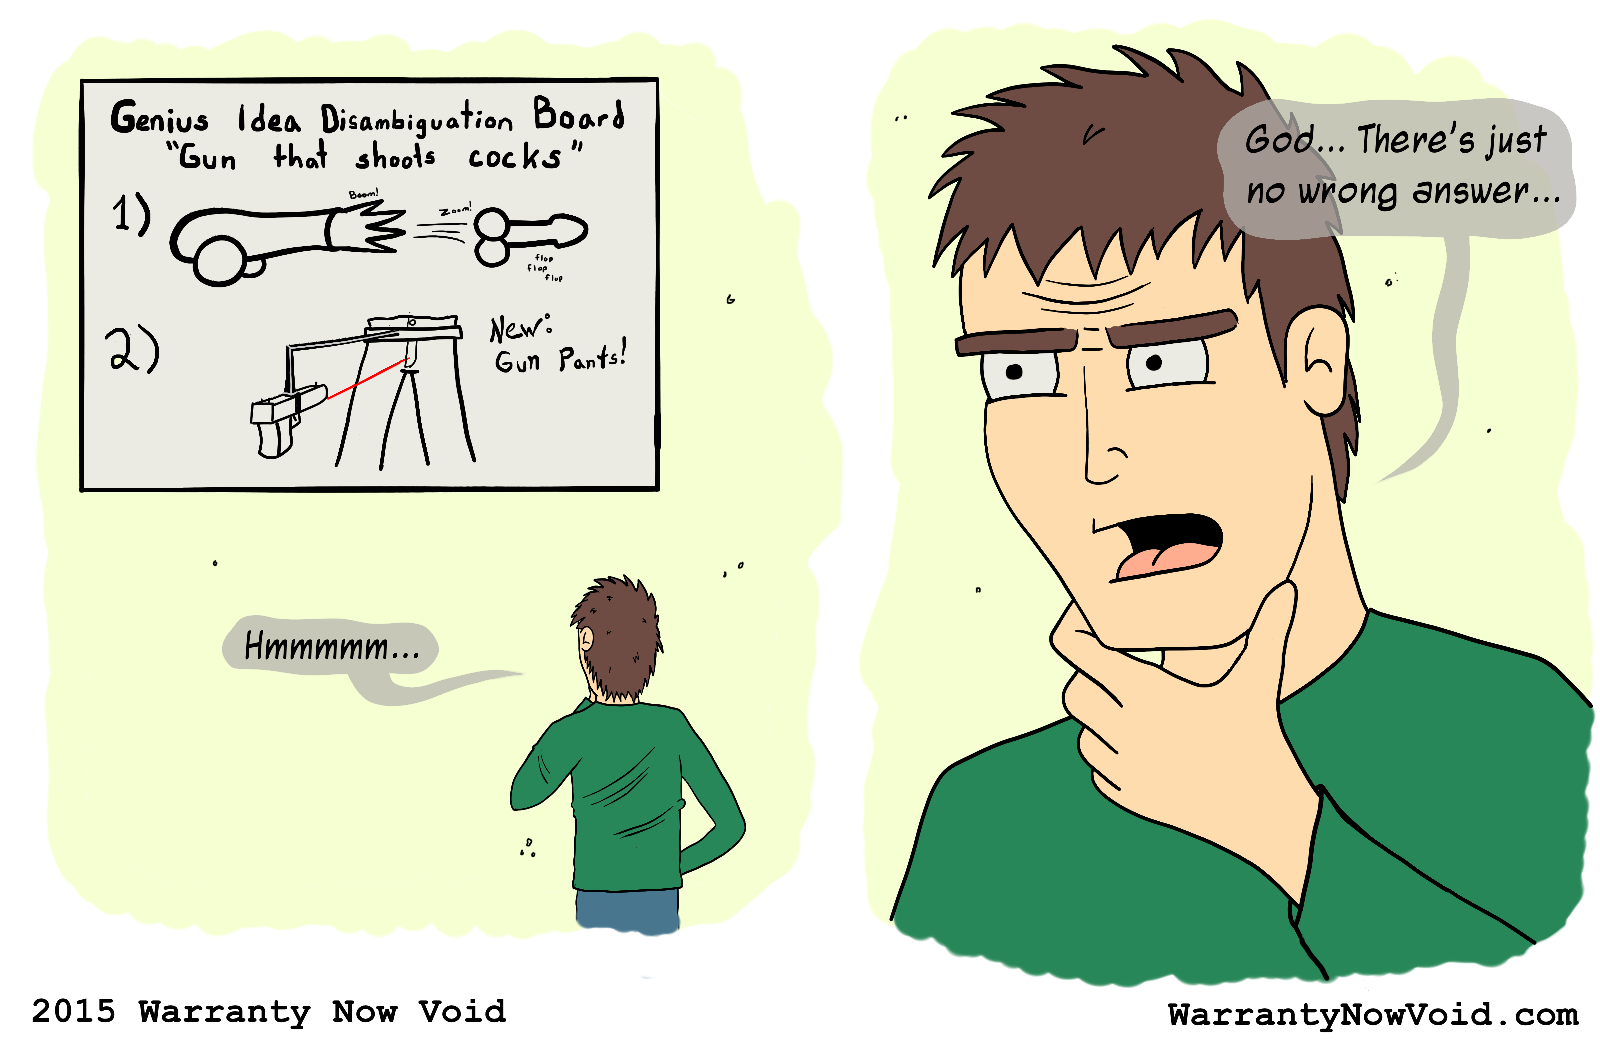 Genius Idea Disambiguation Board
"Gun that shoots cocks"
1)
Boom!
Zoom!
flop
flop
flop
2)
New:
Gun Pants!
Hmmmmm...
God... There's just
no wrong answer...
2015 Warranty Now Void
WarrantyNowVoid.com